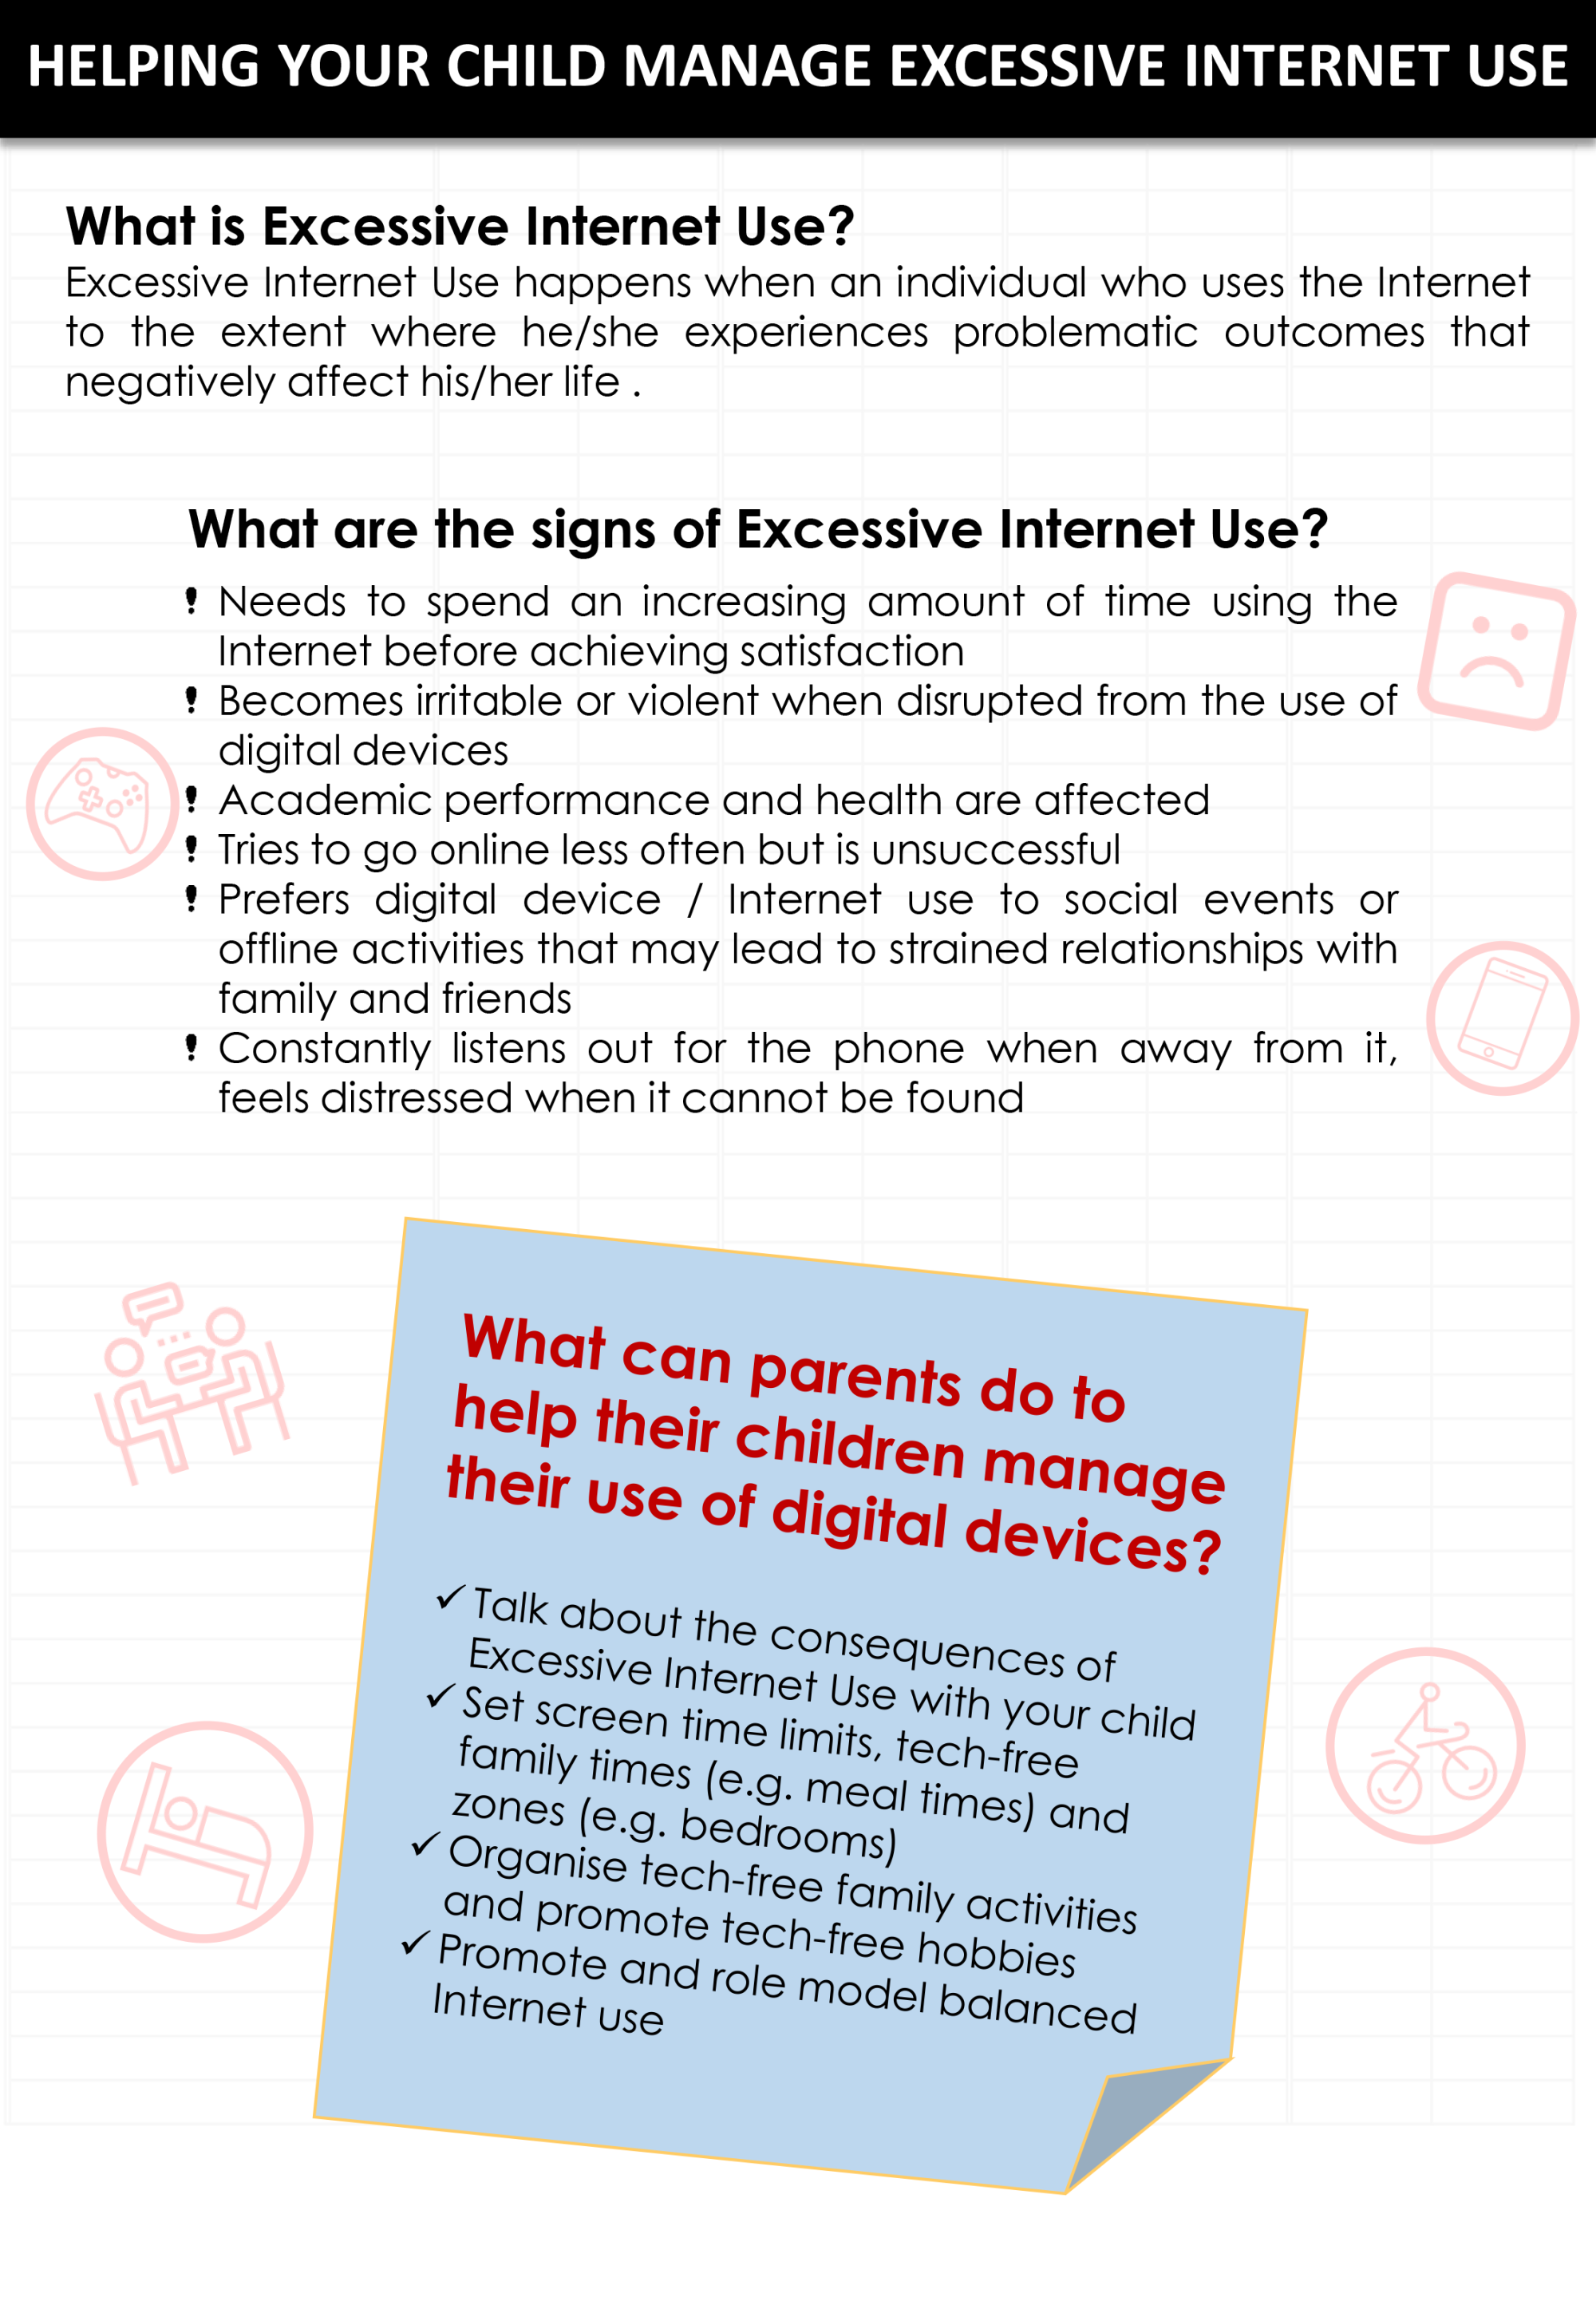 HELPING YOUR CHILD MANAGE EXCESSIVE INTERNET USE
What is Excessive Internet Use?
Excessive Internet Use happens when an individual who uses the Internet
to the extent where he/she experiences problematic outcomes that
negatively affect his/her life .
What are the signs of Excessive Internet Use?
Needs to spend an increasing amount of time using the
Internet before achieving satisfaction
Becomes irritable or violent when disrupted from the use of
digital devices
Academic performance and health are affected
Tries to go online less often but is unsuccessful
Prefers digital device / Internet use to social events or
offline activities that may lead to strained relationships with
family and friends
Constantly listens out for the phone when away from it,
feels distressed when it cannot be found
What can parents do to
help their children manage
their use of digital devices?
✓ Talk about the consequences of
Excessive Internet Use with your child
✓ Set screen time limits, tech-free
family times (e.g. meal times) and
zones (e.g. bedrooms)
✓ Organise tech-free family activities
and promote tech-free hobbies
✓ Promote and role model balanced
Internet use